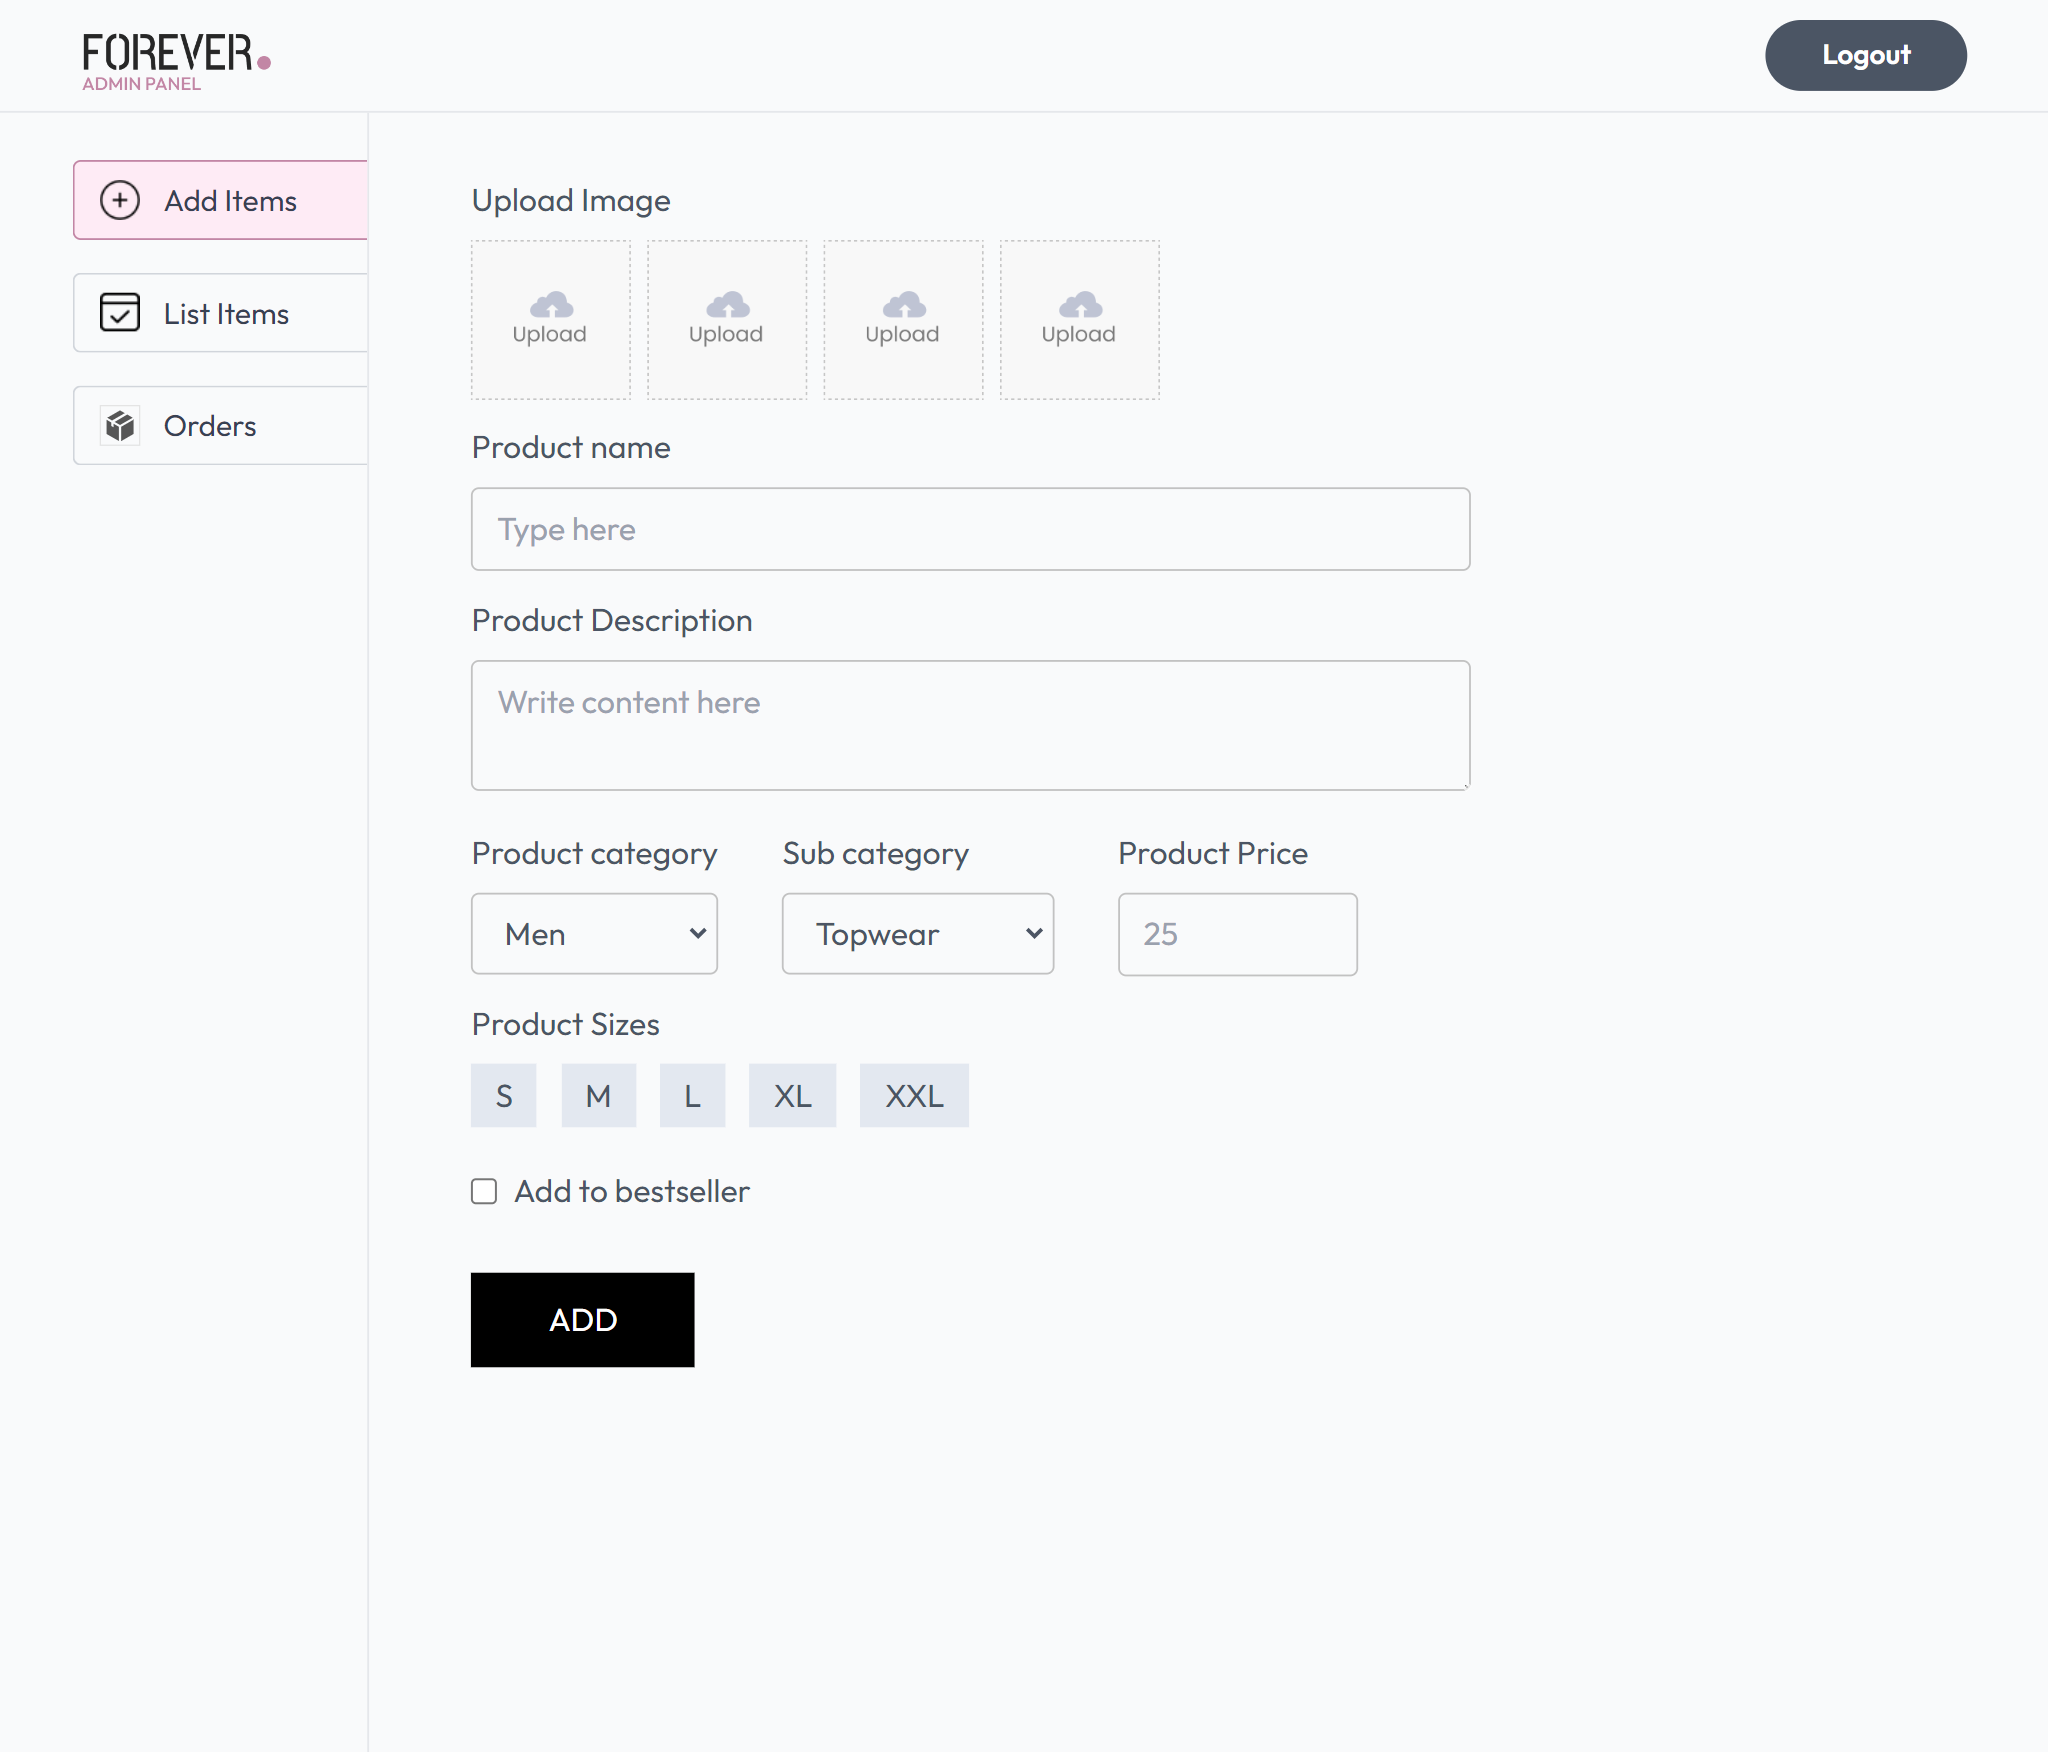 FOREVER.
ADMIN PANEL
Logout
Add Items
List Items
Orders
Upload Image
Upload Upload Upload Upload
Product name
Type here
Product Description
Write content here
Product category Sub category Product Price
Men Topwear 25
Product Sizes
S M L XL XXL
Add to bestseller
ADD